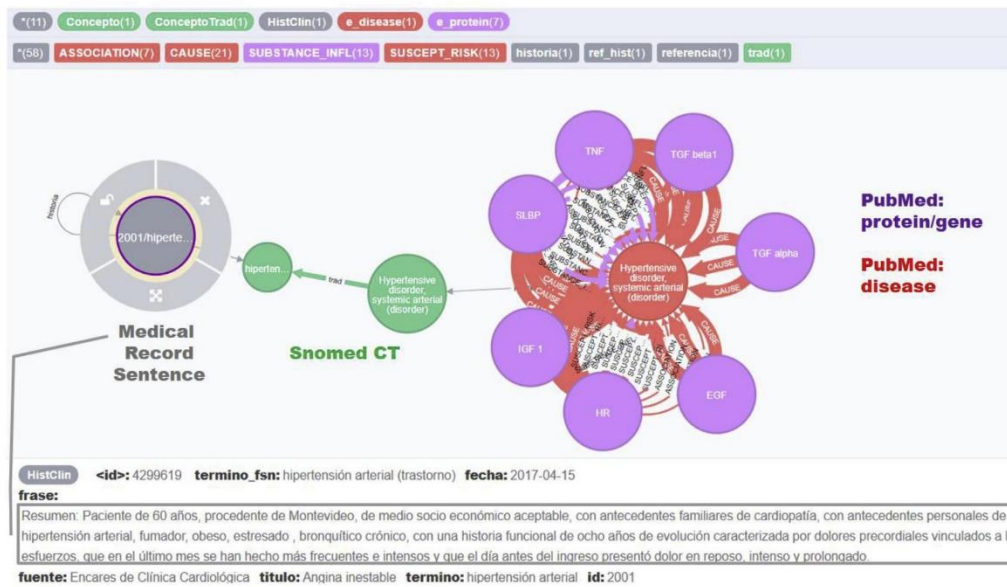 *(11) Concepto(1) ConceptoTrad(1) HistClin(1) e_disease(1) e_protein(7)
*(58) ASSOCIATION(7) CAUSE(21) SUBSTANCE_INFL(13) SUSCEPT_RISK(13) historia(1) ref_hist(1) referencia(1) trad(1)
historia
2001/hiperte...
Medical
Record
Sentence
hiperten...
trad
Hypertensive
disorder,
systemic arterial
(disorder)
Snomed CT
TNF
TGF beta1
SLBP
TGF alpha
IGF 1
HR
EGF
Hypertensive
disorder,
systemic arterial
(disorder)
CAUSE
CAUSE
CAUSE
CAUSE
CAUSE
CAUSE
PubMed:
protein/gene
PubMed:
disease
HistClin <id>: 4299619 termino_fsn: hipertensión arterial (trastorno) fecha: 2017-04-15
frase:
Resumen: Paciente de 60 años, procedente de Montevideo, de medio socio económico aceptable, con antecedentes familiares de cardiopatía, con antecedentes personales de
hipertensión arterial, fumador, obeso, estresado , bronquítico crónico, con una historia funcional de ocho años de evolución caracterizada por dolores precordiales vinculados a
esfuerzos, que en el último mes se han hecho más frecuentes e intensos y que el día antes del ingreso presentó dolor en reposo, intenso y prolongado.
fuente: Encares de Clínica Cardiológica titulo: Angina inestable termino: hipertensión arterial id: 2001